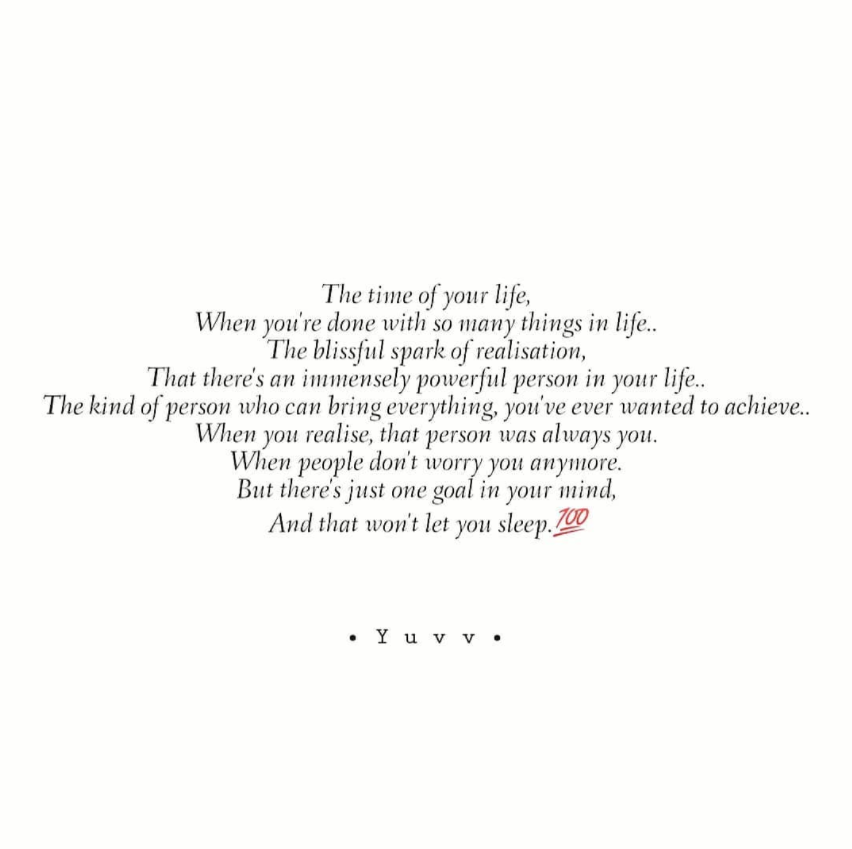 The time of your life,
When you're done with so many things in life..
The blissful spark of realisation,
That there's an immensely powerful person in your life..
The kind of person who can bring everything, you've ever wanted to achieve..
When you realise, that person was always you.
When people don't worry you anymore.
But there's just one goal in your mind,
And that won't let you sleep.💯
• Y u v v •